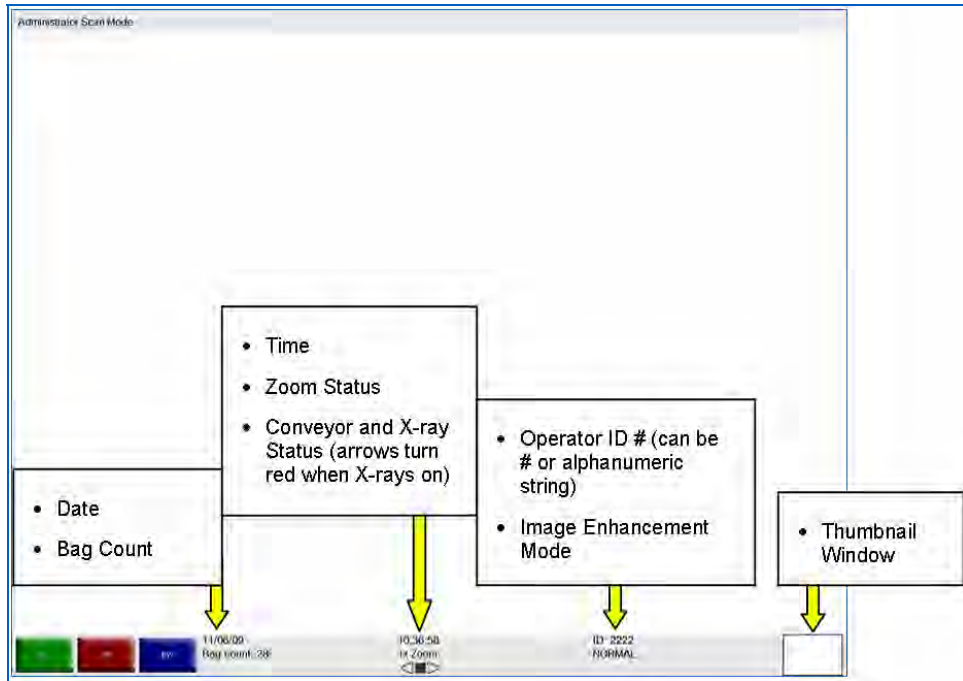 Administrator Scan Mode
• Time
• Zoom Status
• Conveyor and X-ray
Status (arrows turn
red when X-rays on)
• Operator ID # (can be
# or alphanumeric
string)
• Image Enhancement
Mode
• Date
• Bag Count
• Thumbnail
Window
11/06/09
Bag count: 28
10:36:58
1x Zoom
ID: 2222
NORMAL